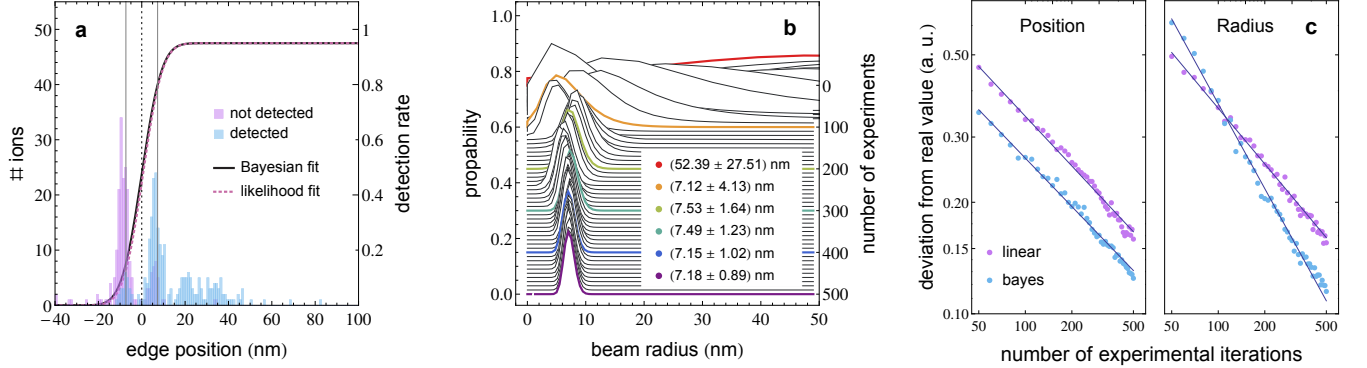 a
50
40
30
20
10
0
# ions
1
0.8
0.6
0.4
0.2
detection rate
not detected
detected
Bayesian fit
likelihood fit
−40 −20 0 20 40 60 80 100
edge position (nm)
b
1.0
0.8
0.6
0.4
0.2
0.0
propability
0
100
200
300
400
500
number of experiments
(52.39 ± 27.51) nm
(7.12 ± 4.13) nm
(7.53 ± 1.64) nm
(7.49 ± 1.23) nm
(7.15 ± 1.02) nm
(7.18 ± 0.89) nm
0 10 20 30 40 50
beam radius (nm)
Position
Radius c
0.50
0.30
0.20
0.15
0.10
deviation from real value (a. u.)
linear
bayes
50 100 200 500
50 100 200 500
number of experimental iterations